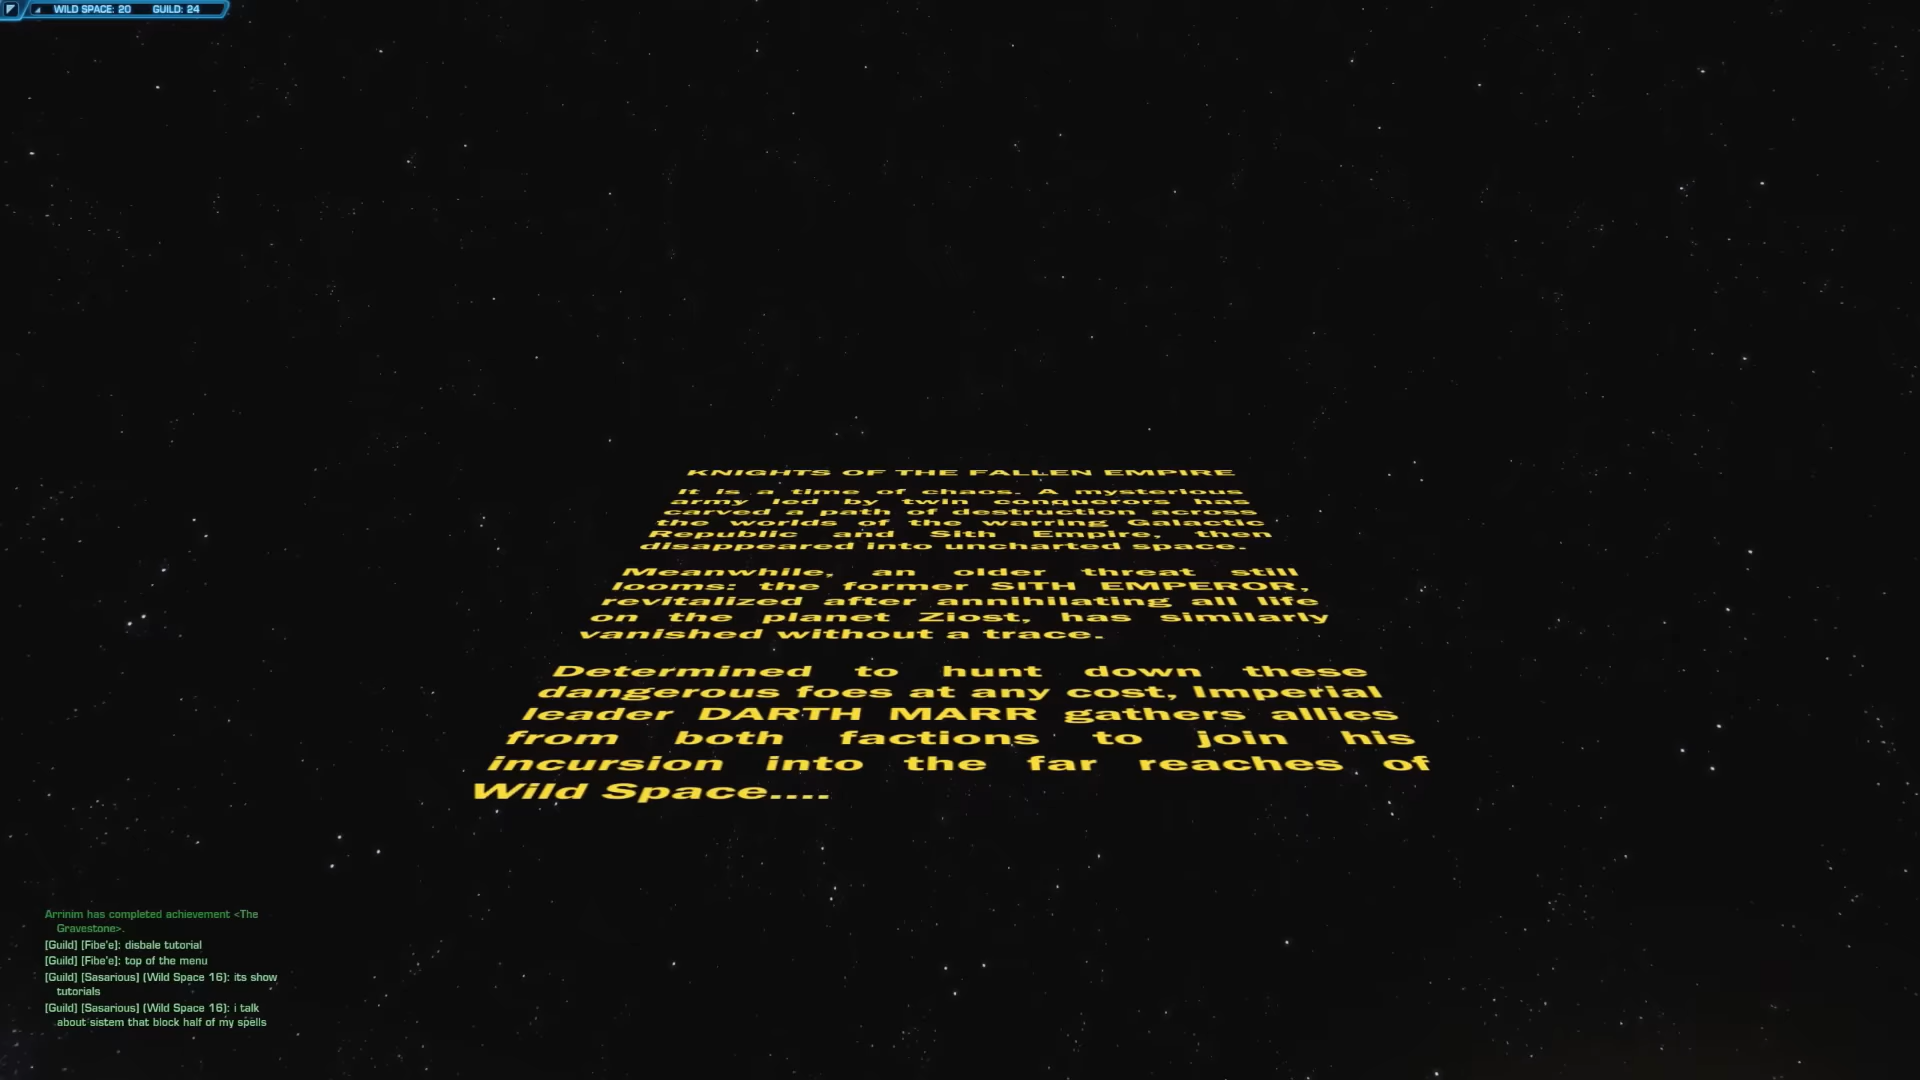 WILD SPACE: 20 GUILD: 24
KNIGHTS OF THE FALLEN EMPIRE
It is a time of chaos. A mysterious
army led by twin conquerors has
carved a path of destruction across
the worlds of the warring Galactic
Republic and Sith Empire, then
disappeared into uncharted space.
Meanwhile, an older threat still
looms: the former SITH EMPEROR,
revitalized after annihilating all life
on the planet Ziost, has similarly
vanished without a trace.
Determined to hunt down these
dangerous foes at any cost, Imperial
leader DARTH MARR gathers allies
from both factions to join his
incursion into the far reaches of
Wild Space....
Arrinim has completed achievement <The
Gravestone>.
[Guild] [Fibe'e]: disbale tutorial
[Guild] [Fibe'e]: top of the menu
[Guild] [Sasarious] (Wild Space 16): its show
tutorials
[Guild] [Sasarious] (Wild Space 16): i talk
about sistem that block half of my spells